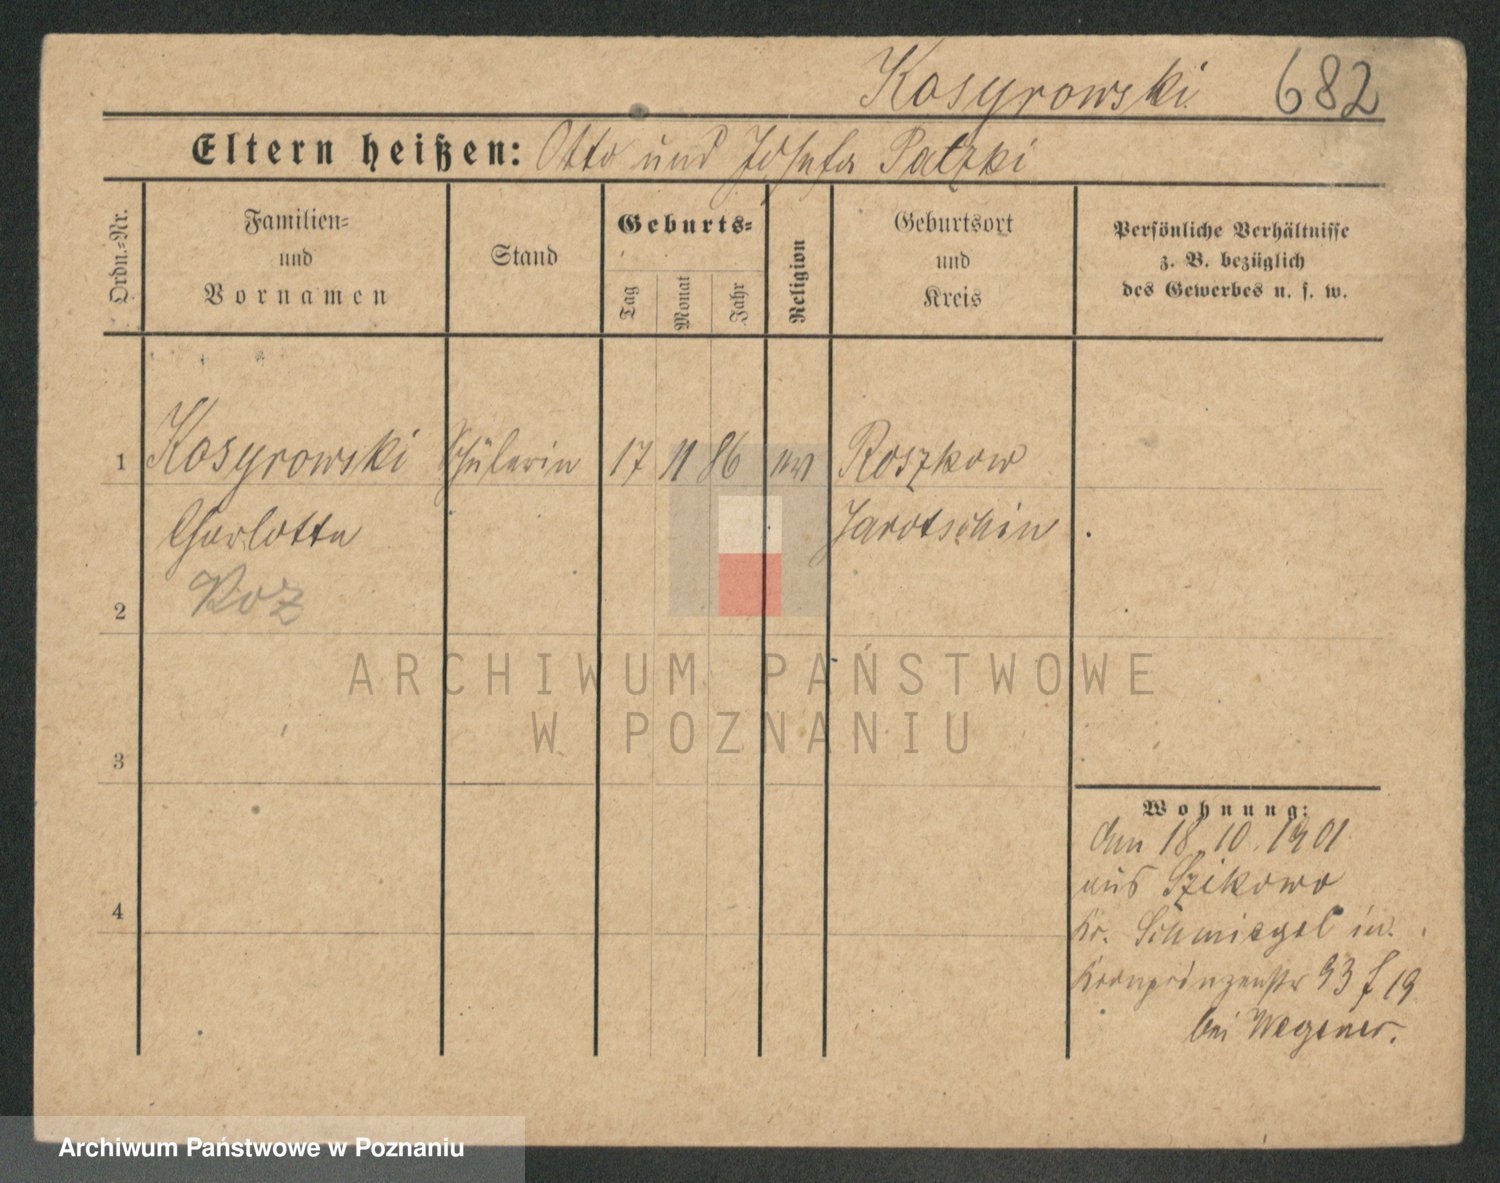 Kosyrowski 682
Eltern heißen: Otto und Josefa Patzki
Ordn.-Nr.
Familien-
und
Vornamen
Stand
Geburts-
Tag
Monat
Jahr
Religion
Geburtsort
und
Kreis
Persönliche Verhältnisse
z. B. bezüglich
des Gewerbes u. s. w.
1 Kosyrowski Schülerin 17 11 86 Roszkow
Charlotte Jarotschin
Koz
2
3
4
Wohnung:
den 18.10.1901
aus Szikowo
Kr. Schmiegel in.
Kronprinzenstr 93 f 19
bei Wegener.
ARCHIWUM PAŃSTWOWE
W POZNANIU
Archiwum Państwowe w Poznaniu